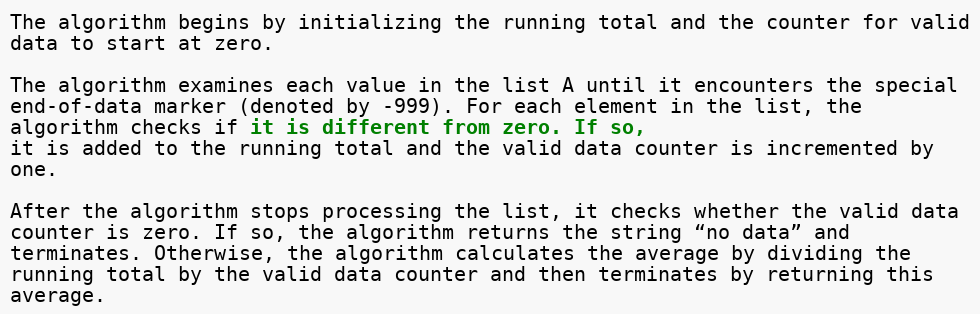 The algorithm begins by initializing the running total and the counter for valid
data to start at zero.
The algorithm examines each value in the list A until it encounters the special
end-of-data marker (denoted by -999). For each element in the list, the
algorithm checks if it is different from zero. If so,
it is added to the running total and the valid data counter is incremented by
one.
After the algorithm stops processing the list, it checks whether the valid data
counter is zero. If so, the algorithm returns the string “no data” and
terminates. Otherwise, the algorithm calculates the average by dividing the
running total by the valid data counter and then terminates by returning this
average.